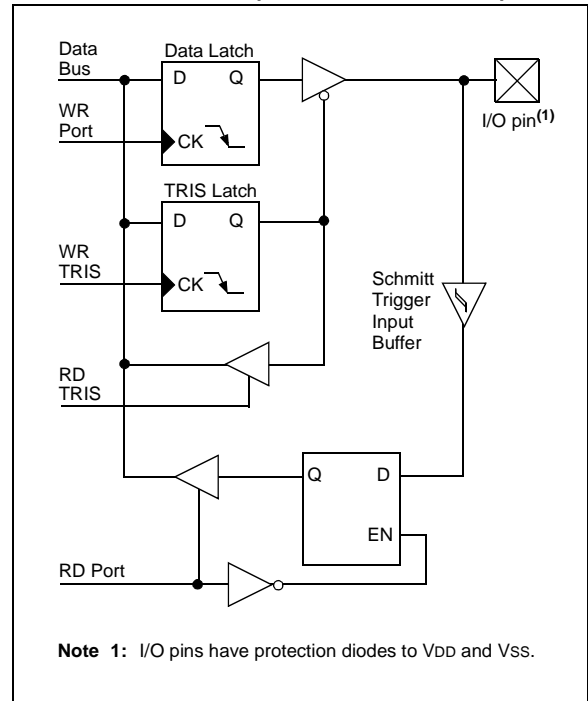 Data
Bus
Data Latch
D Q
WR
Port
CK
I/O pin(1)
TRIS Latch
D Q
WR
TRIS
CK
Schmitt
Trigger
Input
Buffer
RD
TRIS
Q D
EN
RD Port
Note 1: I/O pins have protection diodes to VDD and VSS.